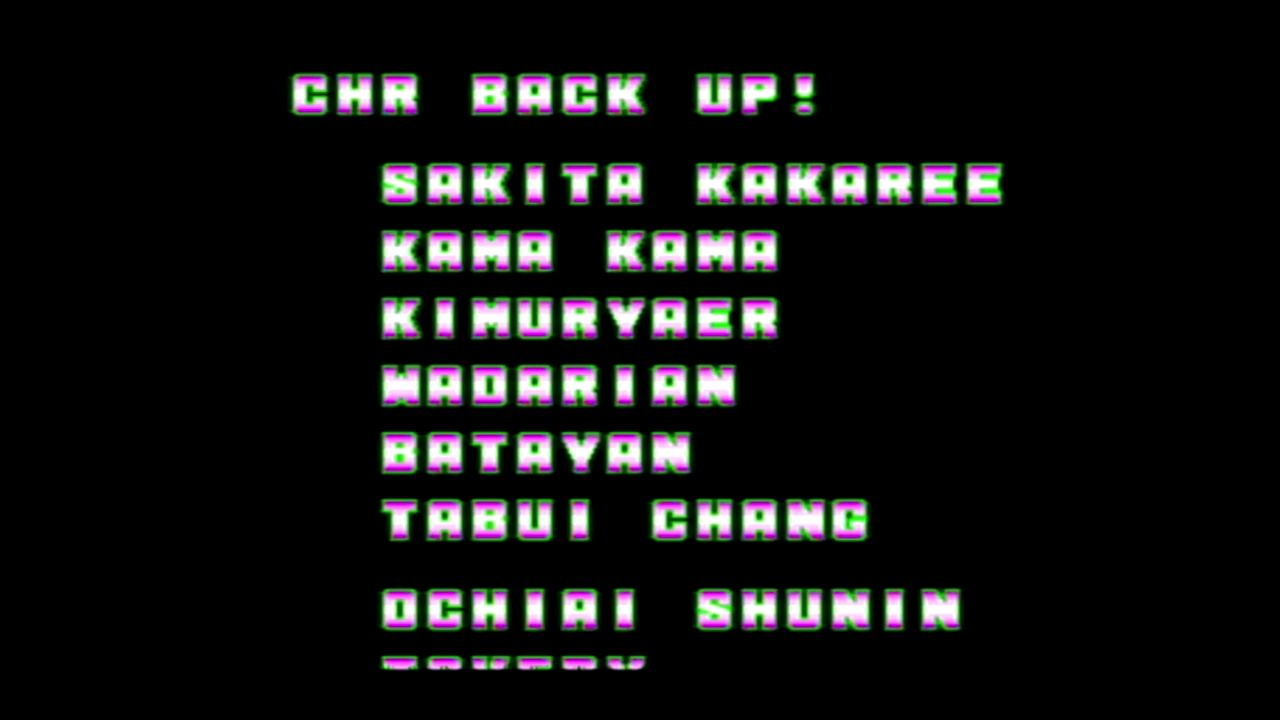 CHR BACK UP!
SAKITA KAKAREE
KAMA KAMA
KIMURYAER
WADARIAN
BATAYAN
TABUI CHANG
OCHIAI SHUNIN